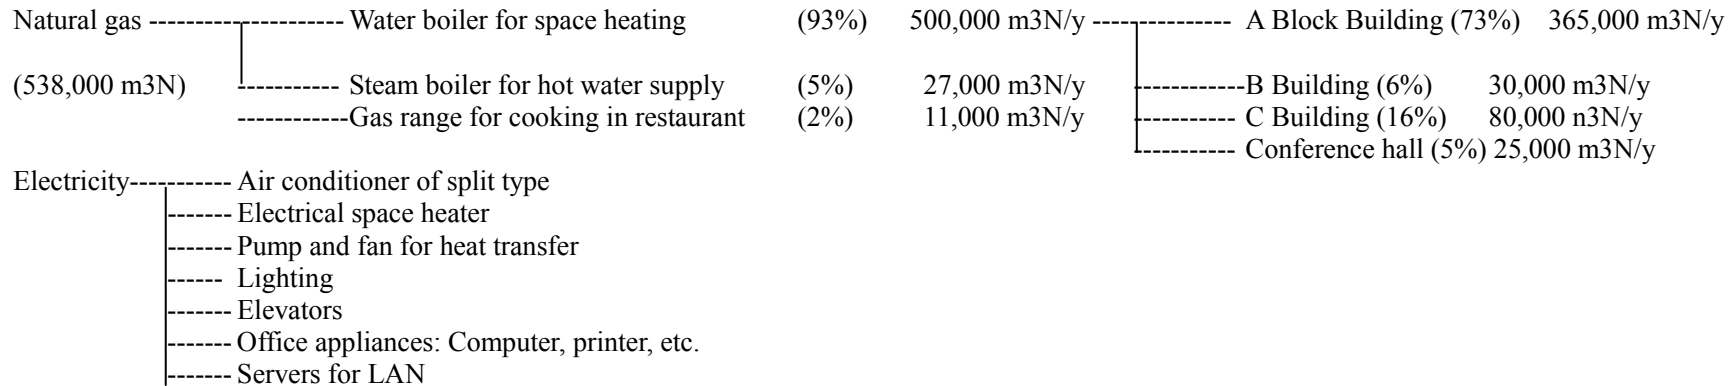 Natural gas ------------------- Water boiler for space heating (93%) 500,000 m3N/y --------------- A Block Building (73%) 365,000 m3N/y
(538,000 m3N) ----------- Steam boiler for hot water supply (5%) 27,000 m3N/y ------------B Building (6%) 30,000 m3N/y
------------Gas range for cooking in restaurant (2%) 11,000 m3N/y ----------- C Building (16%) 80,000 n3N/y
----------- Conference hall (5%) 25,000 m3N/y
Electricity----------- Air conditioner of split type
------- Electrical space heater
------- Pump and fan for heat transfer
------ Lighting
------- Elevators
------- Office appliances: Computer, printer, etc.
------- Servers for LAN